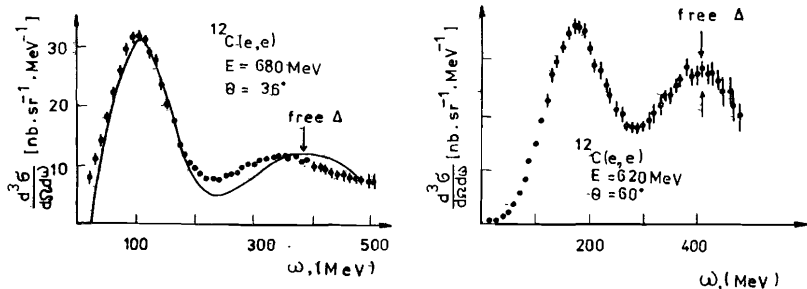 d³σ/dΩdω [nb·sr⁻¹·MeV⁻¹]
30
20
10
100
300
500
ω, (MeV)
¹²C(e,e)
E = 680 MeV
θ = 36°
free Δ
d³σ/dΩdω [nb·sr⁻¹·MeV⁻¹]
200
400
ω, (MeV)
free Δ
¹²C(e,e)
E = 620 MeV
θ = 60°